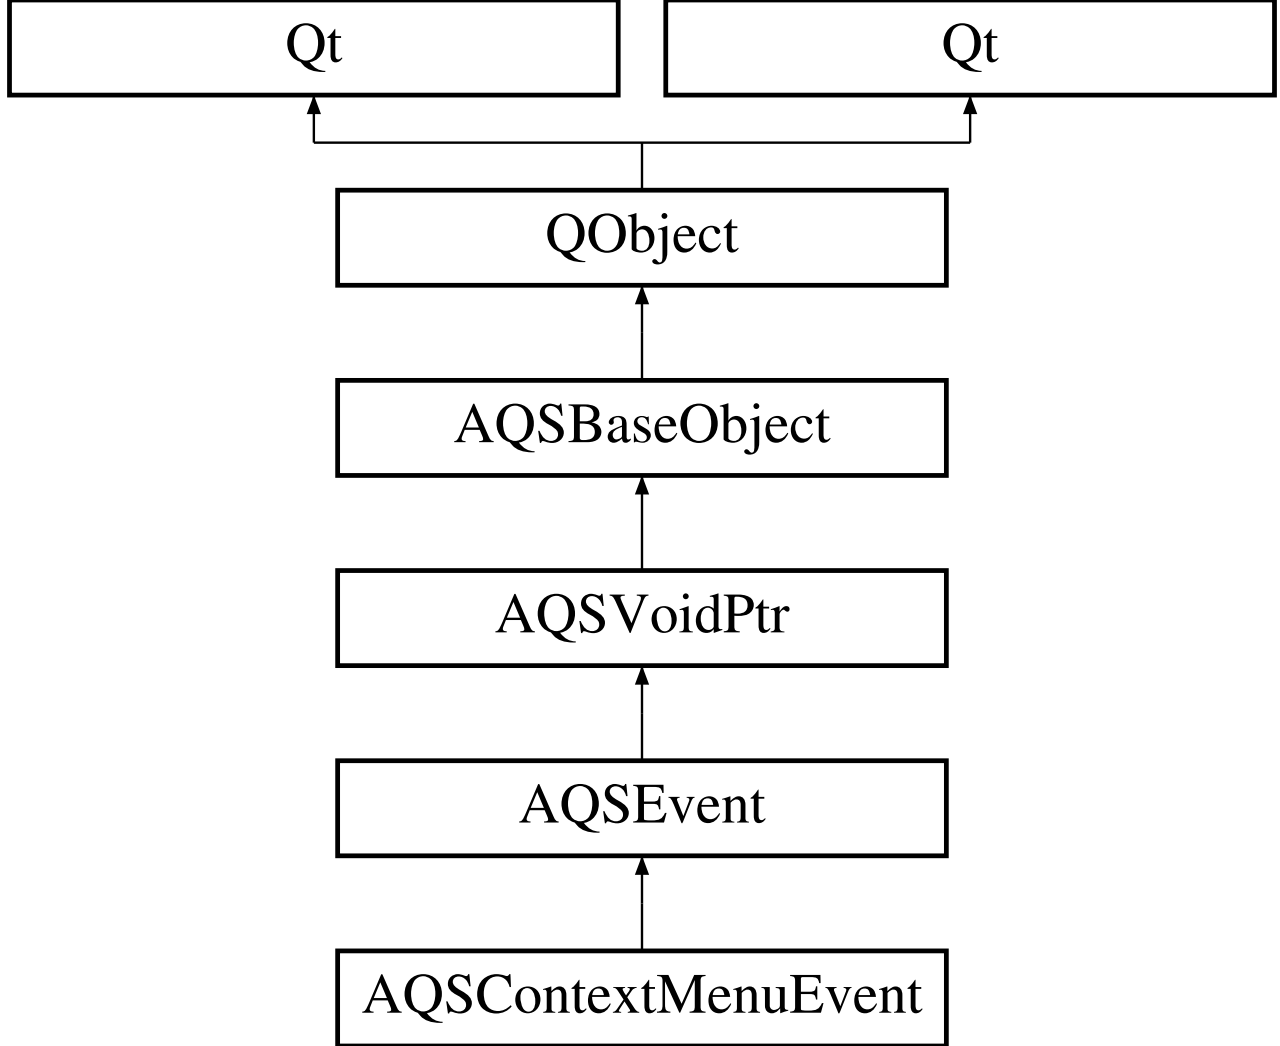 Qt
Qt
QObject
AQSBaseObject
AQSVoidPtr
AQSEvent
AQSContextMenuEvent